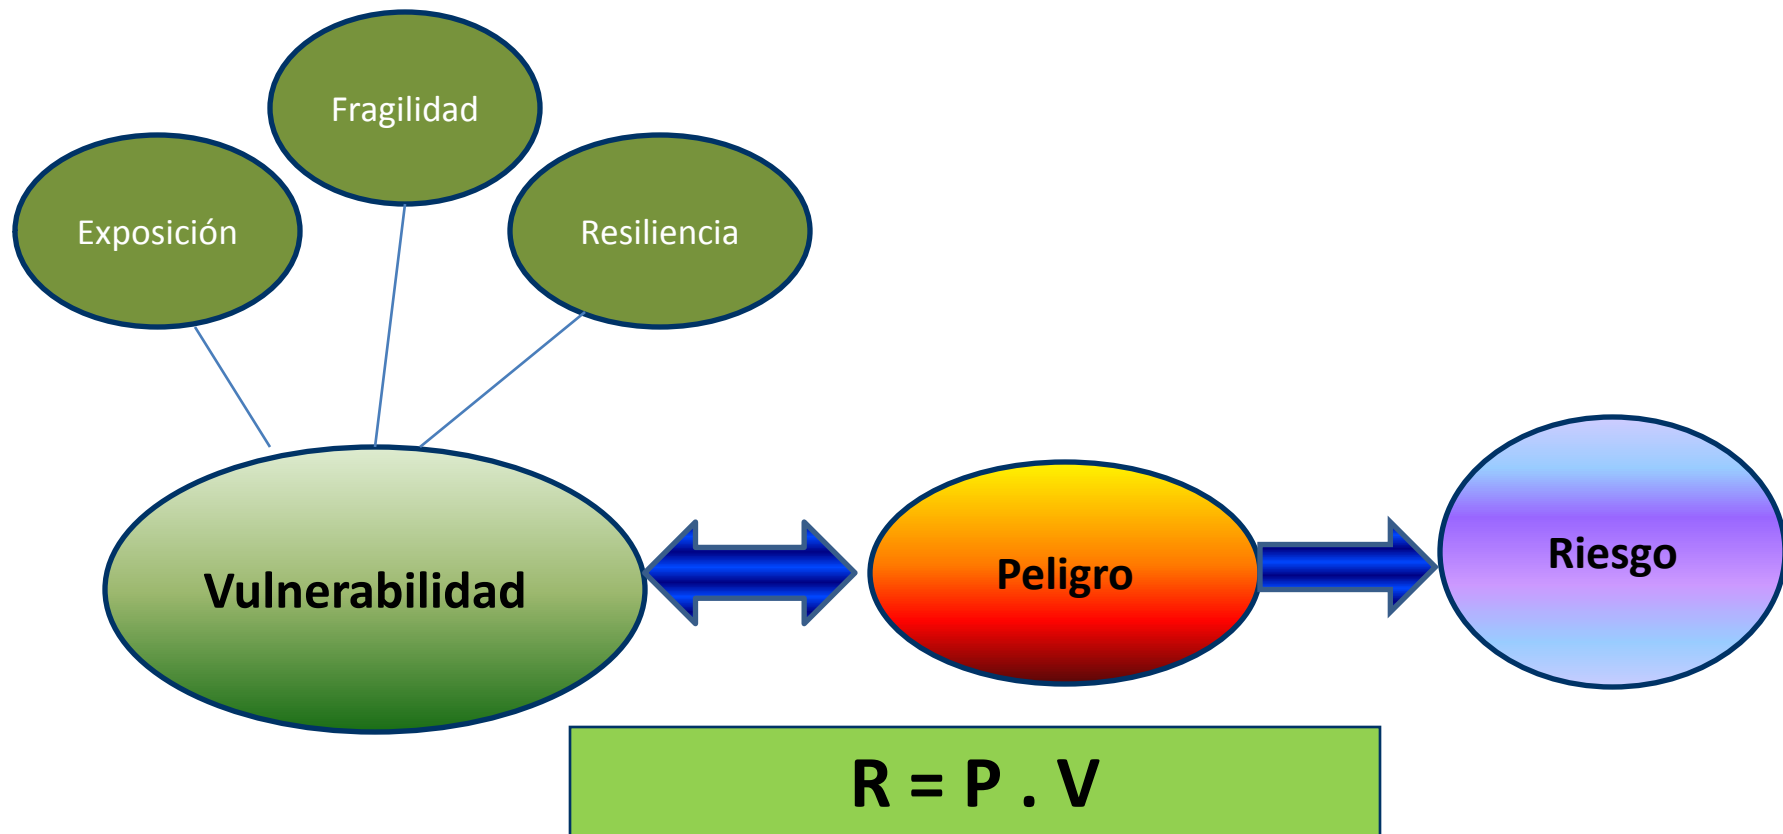 Fragilidad
Exposición
Resiliencia
Vulnerabilidad
Peligro
Riesgo
R = P . V